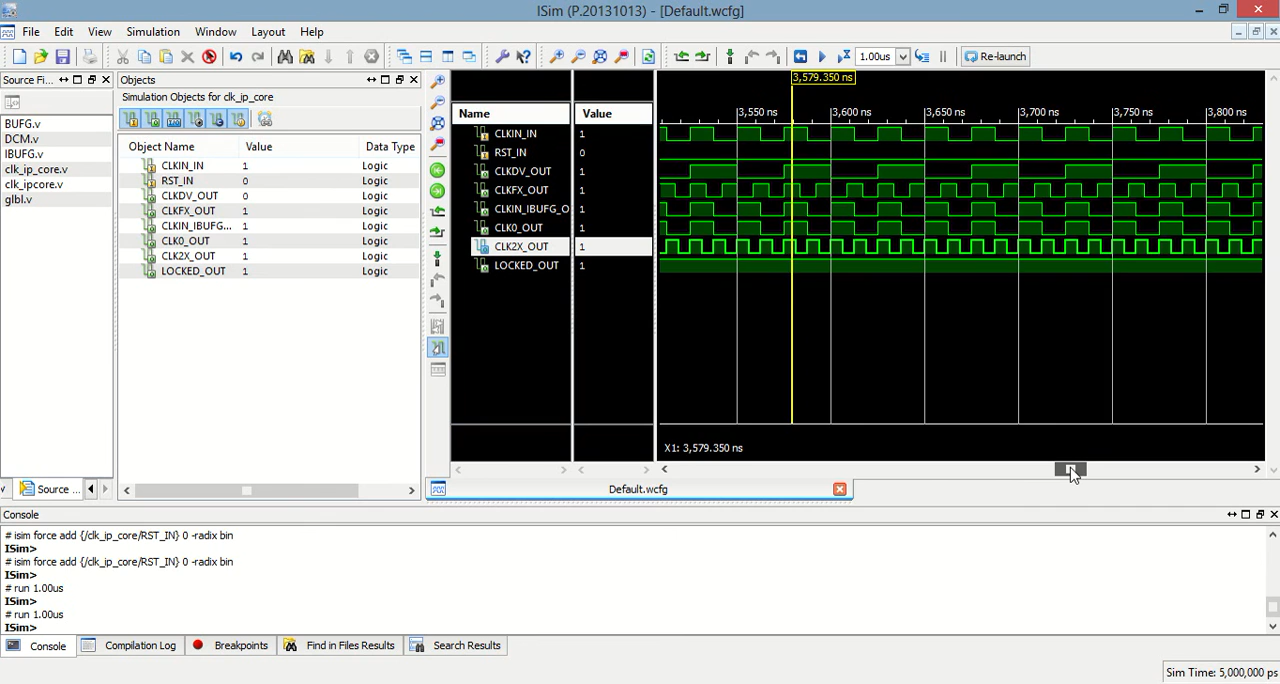 ISim (P.20131013) - [Default.wcfg]
File Edit View Simulation Window Layout Help
1.00us Re-launch
Source Fi...
BUFG.v
DCM.v
IBUFG.v
clk_ip_core.v
clk_ipcore.v
glbl.v
Source ...
Objects
Simulation Objects for clk_ip_core
Object Name Value Data Type
CLKIN_IN 1 Logic
RST_IN 0 Logic
CLKDV_OUT 0 Logic
CLKFX_OUT 1 Logic
CLKIN_IBUFG... 1 Logic
CLK0_OUT 1 Logic
CLK2X_OUT 1 Logic
LOCKED_OUT 1 Logic
Name Value
CLKIN_IN 1
RST_IN 0
CLKDV_OUT 1
CLKFX_OUT 1
CLKIN_IBUFG_O 1
CLK0_OUT 1
CLK2X_OUT 1
LOCKED_OUT 1
3,579.350 ns
3,550 ns 3,600 ns 3,650 ns 3,700 ns 3,750 ns 3,800 ns
X1: 3,579.350 ns
Default.wcfg
Console
# isim force add {/clk_ip_core/RST_IN} 0 -radix bin
ISim>
# isim force add {/clk_ip_core/RST_IN} 0 -radix bin
ISim>
# run 1.00us
ISim>
# run 1.00us
ISim>
Console Compilation Log Breakpoints Find in Files Results Search Results
Sim Time: 5,000,000 ps